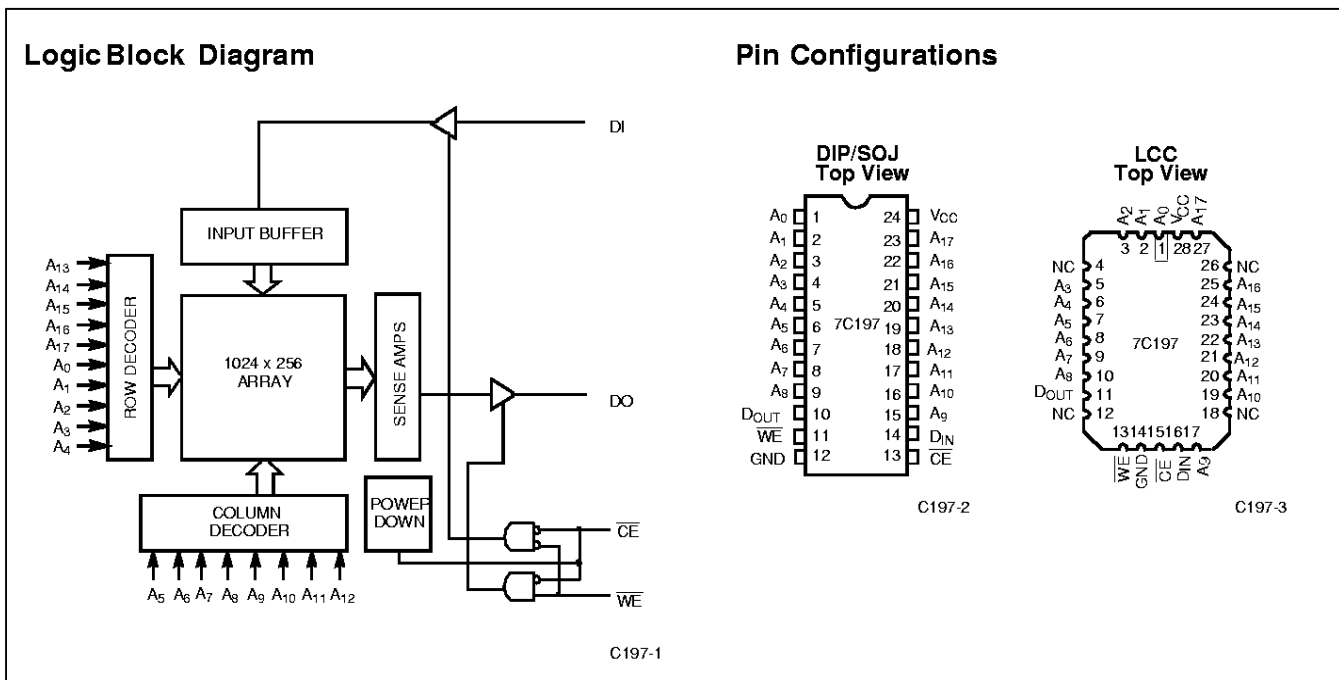 Logic Block Diagram
DI
INPUT BUFFER
A13
A14
A15
A16
A17
A0
A1
A2
A3
A4
ROW DECODER
1024 x 256
ARRAY
SENSE AMPS
DO
COLUMN
DECODER
POWER
DOWN
CE
WE
A5 A6 A7 A8 A9 A10 A11 A12
C197-1
Pin Configurations
DIP/SOJ
Top View
A0 1 24 VCC
A1 2 23 A17
A2 3 22 A16
A3 4 21 A15
A4 5 20 A14
A5 6 19 A13
A6 7 18 A12
A7 8 17 A11
A8 9 16 A10
DOUT 10 15 A9
WE 11 14 DIN
GND 12 13 CE
7C197
C197-2
LCC
Top View
A2 A1 A0 VCC A17
3 2 1 28 27
NC 4 26 NC
A3 5 25 A16
A4 6 24 A15
A5 7 23 A14
A6 8 22 A13
A7 9 21 A12
A8 10 20 A11
DOUT 11 19 A10
NC 12 18 NC
7C197
13 14 15 16 17
WE GND CE DIN A9
C197-3